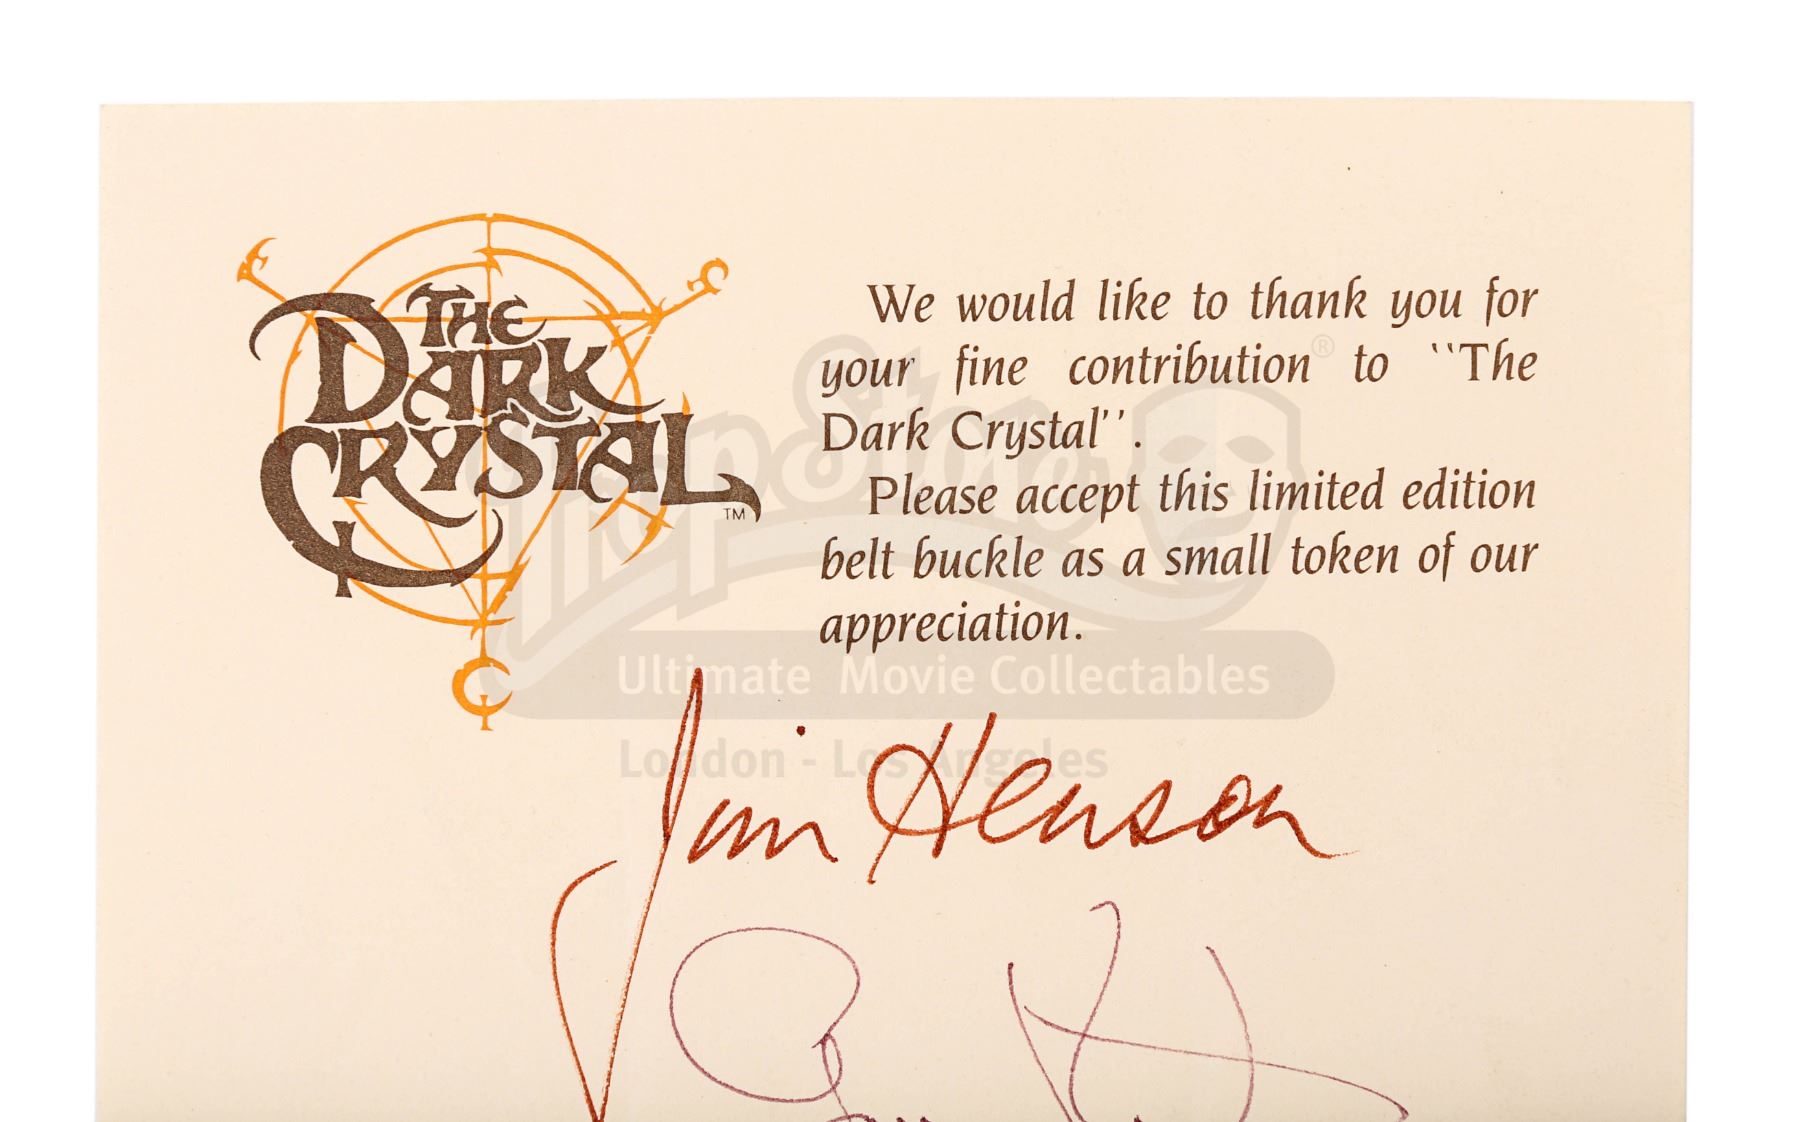 THE
DARK
CRYSTAL
TM
We would like to thank you for
your fine contribution to "The
Dark Crystal".
Please accept this limited edition
belt buckle as a small token of our
appreciation.
PropStore®
Ultimate Movie Collectables
London - Los Angeles
Jim Henson